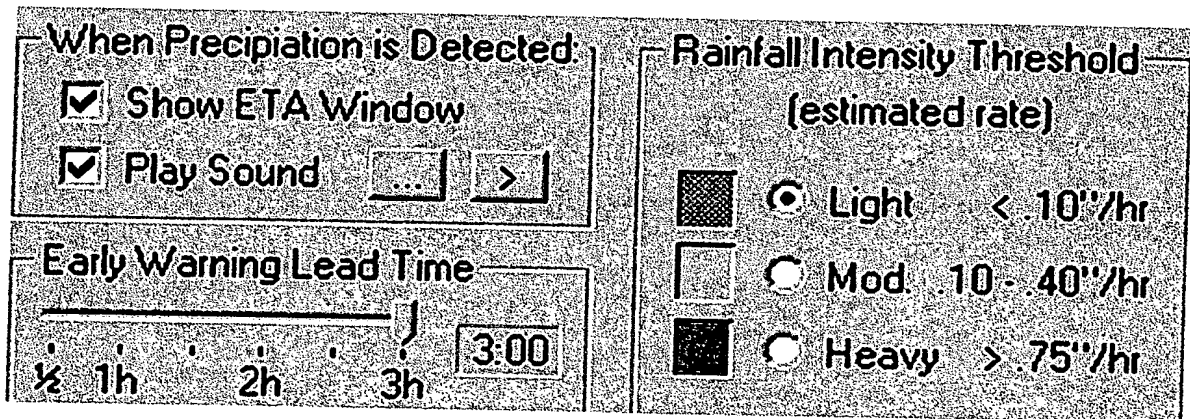 When Precipiation is Detected:
Show ETA Window
Play Sound ... >
Early Warning Lead Time
3:00
½ 1h 2h 3h
Rainfall Intensity Threshold
(estimated rate)
Light < .10"/hr
Mod. .10 - .40"/hr
Heavy > .75"/hr